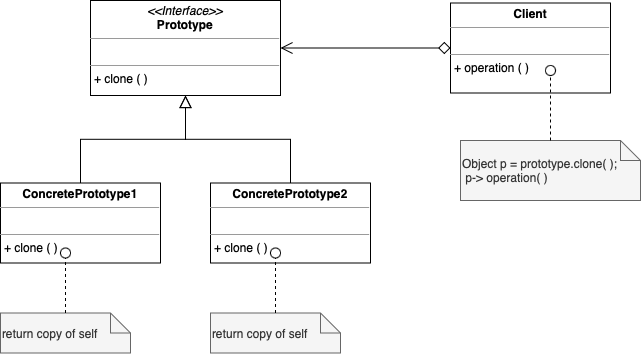 <<Interface>>
Prototype
+ clone ( )
Client
+ operation ( )
Object p = prototype.clone( );
p-> operation( )
ConcretePrototype1
+ clone ( )
ConcretePrototype2
+ clone ( )
return copy of self
return copy of self